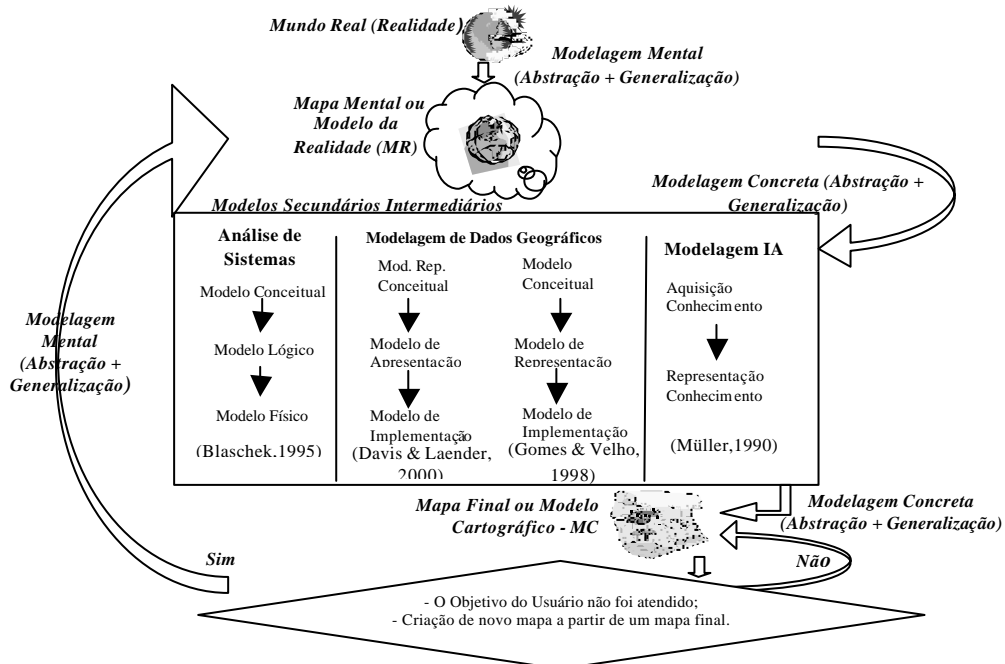 Mundo Real (Realidade)
Modelagem Mental
(Abstração + Generalização)
Mapa Mental ou
Modelo da
Realidade (MR)
Modelagem Concreta (Abstração +
Generalização)
Modelos Secundários Intermediários
Análise de
Sistemas
Modelo Conceitual
Modelo Lógico
Modelo Físico
(Blaschek,1995)
Modelagem de Dados Geográficos
Mod. Rep.
Conceitual
Modelo de
Apresentação
Modelo de
Implementação
(Davis & Laender,
2000)
Modelo
Conceitual
Modelo de
Representação
Modelo de
Implementação
(Gomes & Velho,
1998)
Modelagem IA
Aquisição
Conhecimento
Representação
Conhecimento
(Müller,1990)
Modelagem
Mental
(Abstração +
Generalização)
Mapa Final ou Modelo
Cartográfico - MC
Modelagem Concreta
(Abstração + Generalização)
Sim
Não
- O Objetivo do Usuário não foi atendido;
- Criação de novo mapa a partir de um mapa final.